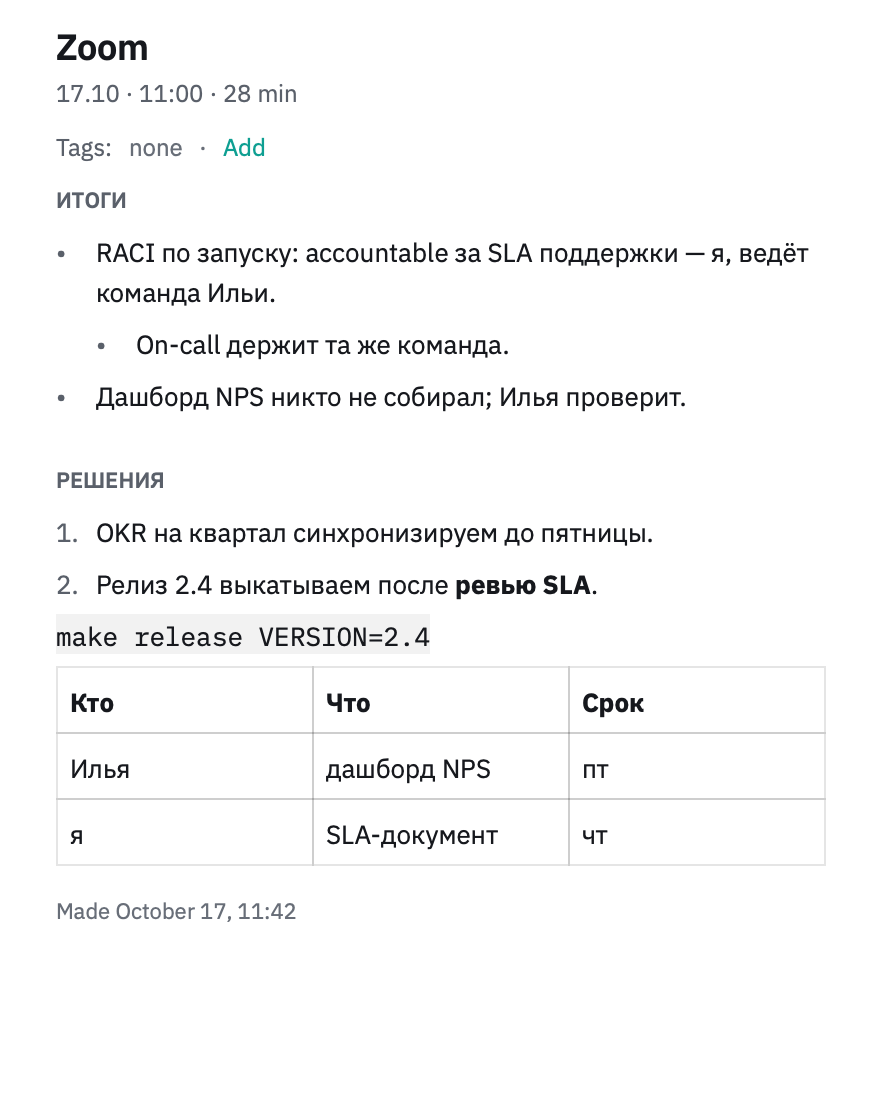 Zoom
17.10 · 11:00 · 28 min
Tags: none · Add
ИТОГИ
• RACI по запуску: accountable за SLA поддержки — я, ведёт
команда Ильи.
• On-call держит та же команда.
• Дашборд NPS никто не собирал; Илья проверит.
РЕШЕНИЯ
1. OKR на квартал синхронизируем до пятницы.
2. Релиз 2.4 выкатываем после ревью SLA.
make release VERSION=2.4
Кто Что Срок
Илья дашборд NPS пт
я SLA-документ чт
Made October 17, 11:42